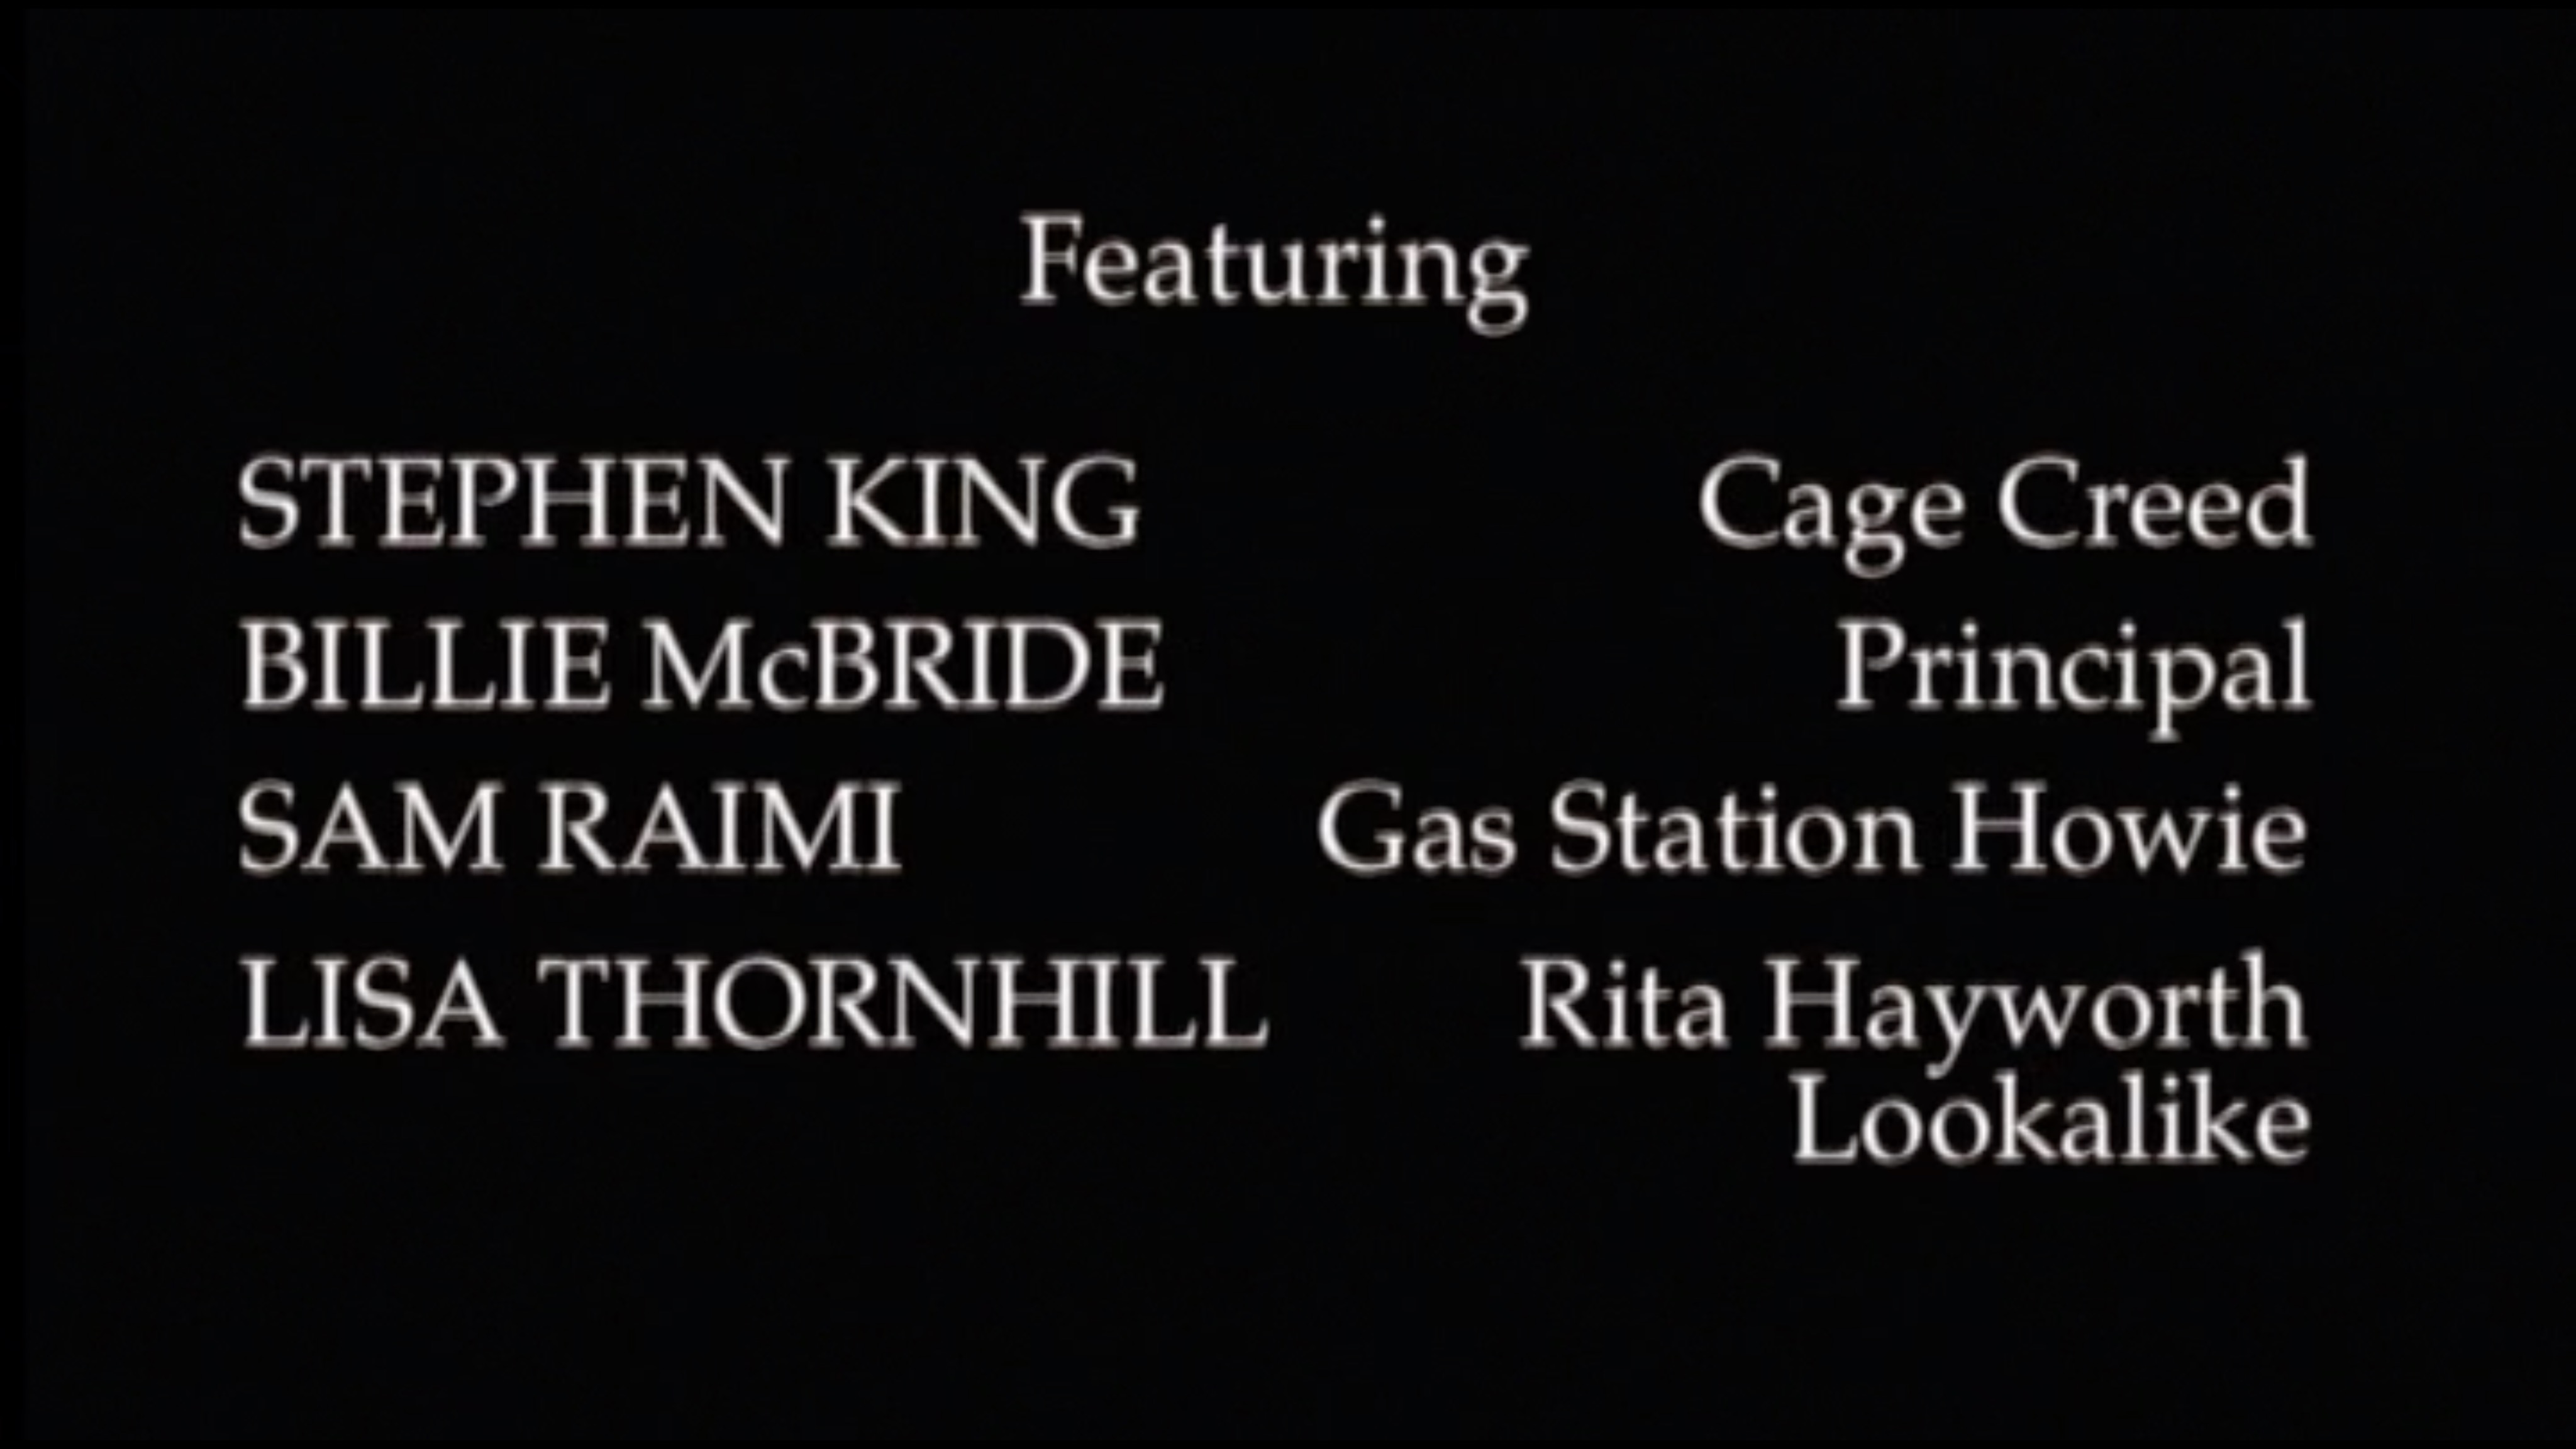 Featuring
STEPHEN KING Cage Creed
BILLIE McBRIDE Principal
SAM RAIMI Gas Station Howie
LISA THORNHILL Rita Hayworth
Lookalike